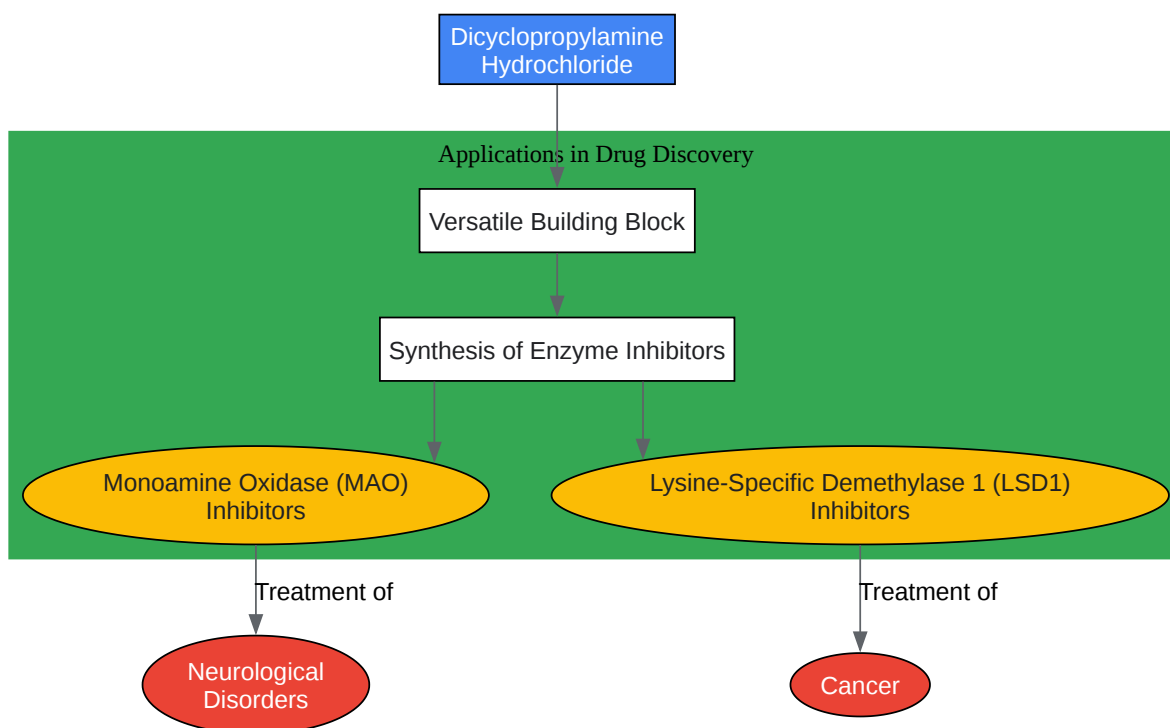 Dicyclopropylamine
Hydrochloride
Applications in Drug Discovery
Versatile Building Block
Synthesis of Enzyme Inhibitors
Monoamine Oxidase (MAO)
Inhibitors
Lysine-Specific Demethylase 1 (LSD1)
Inhibitors
Treatment of
Treatment of
Neurological
Disorders
Cancer